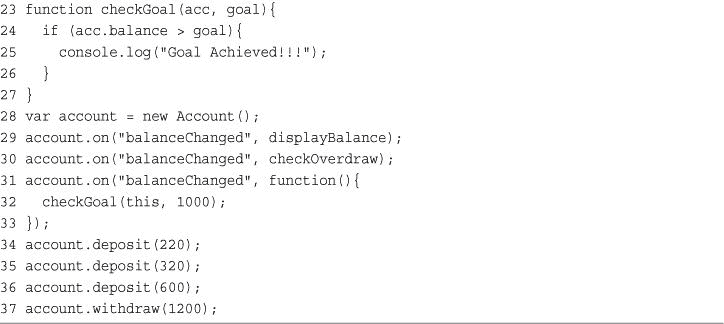 23 function checkGoal(acc, goal){
24   if (acc.balance > goal){
25     console.log("Goal Achieved!!!");
26   }
27 }
28 var account = new Account();
29 account.on("balanceChanged", displayBalance);
30 account.on("balanceChanged", checkOverdraw);
31 account.on("balanceChanged", function(){
32   checkGoal(this, 1000);
33 });
34 account.deposit(220);
35 account.deposit(320);
36 account.deposit(600);
37 account.withdraw(1200);